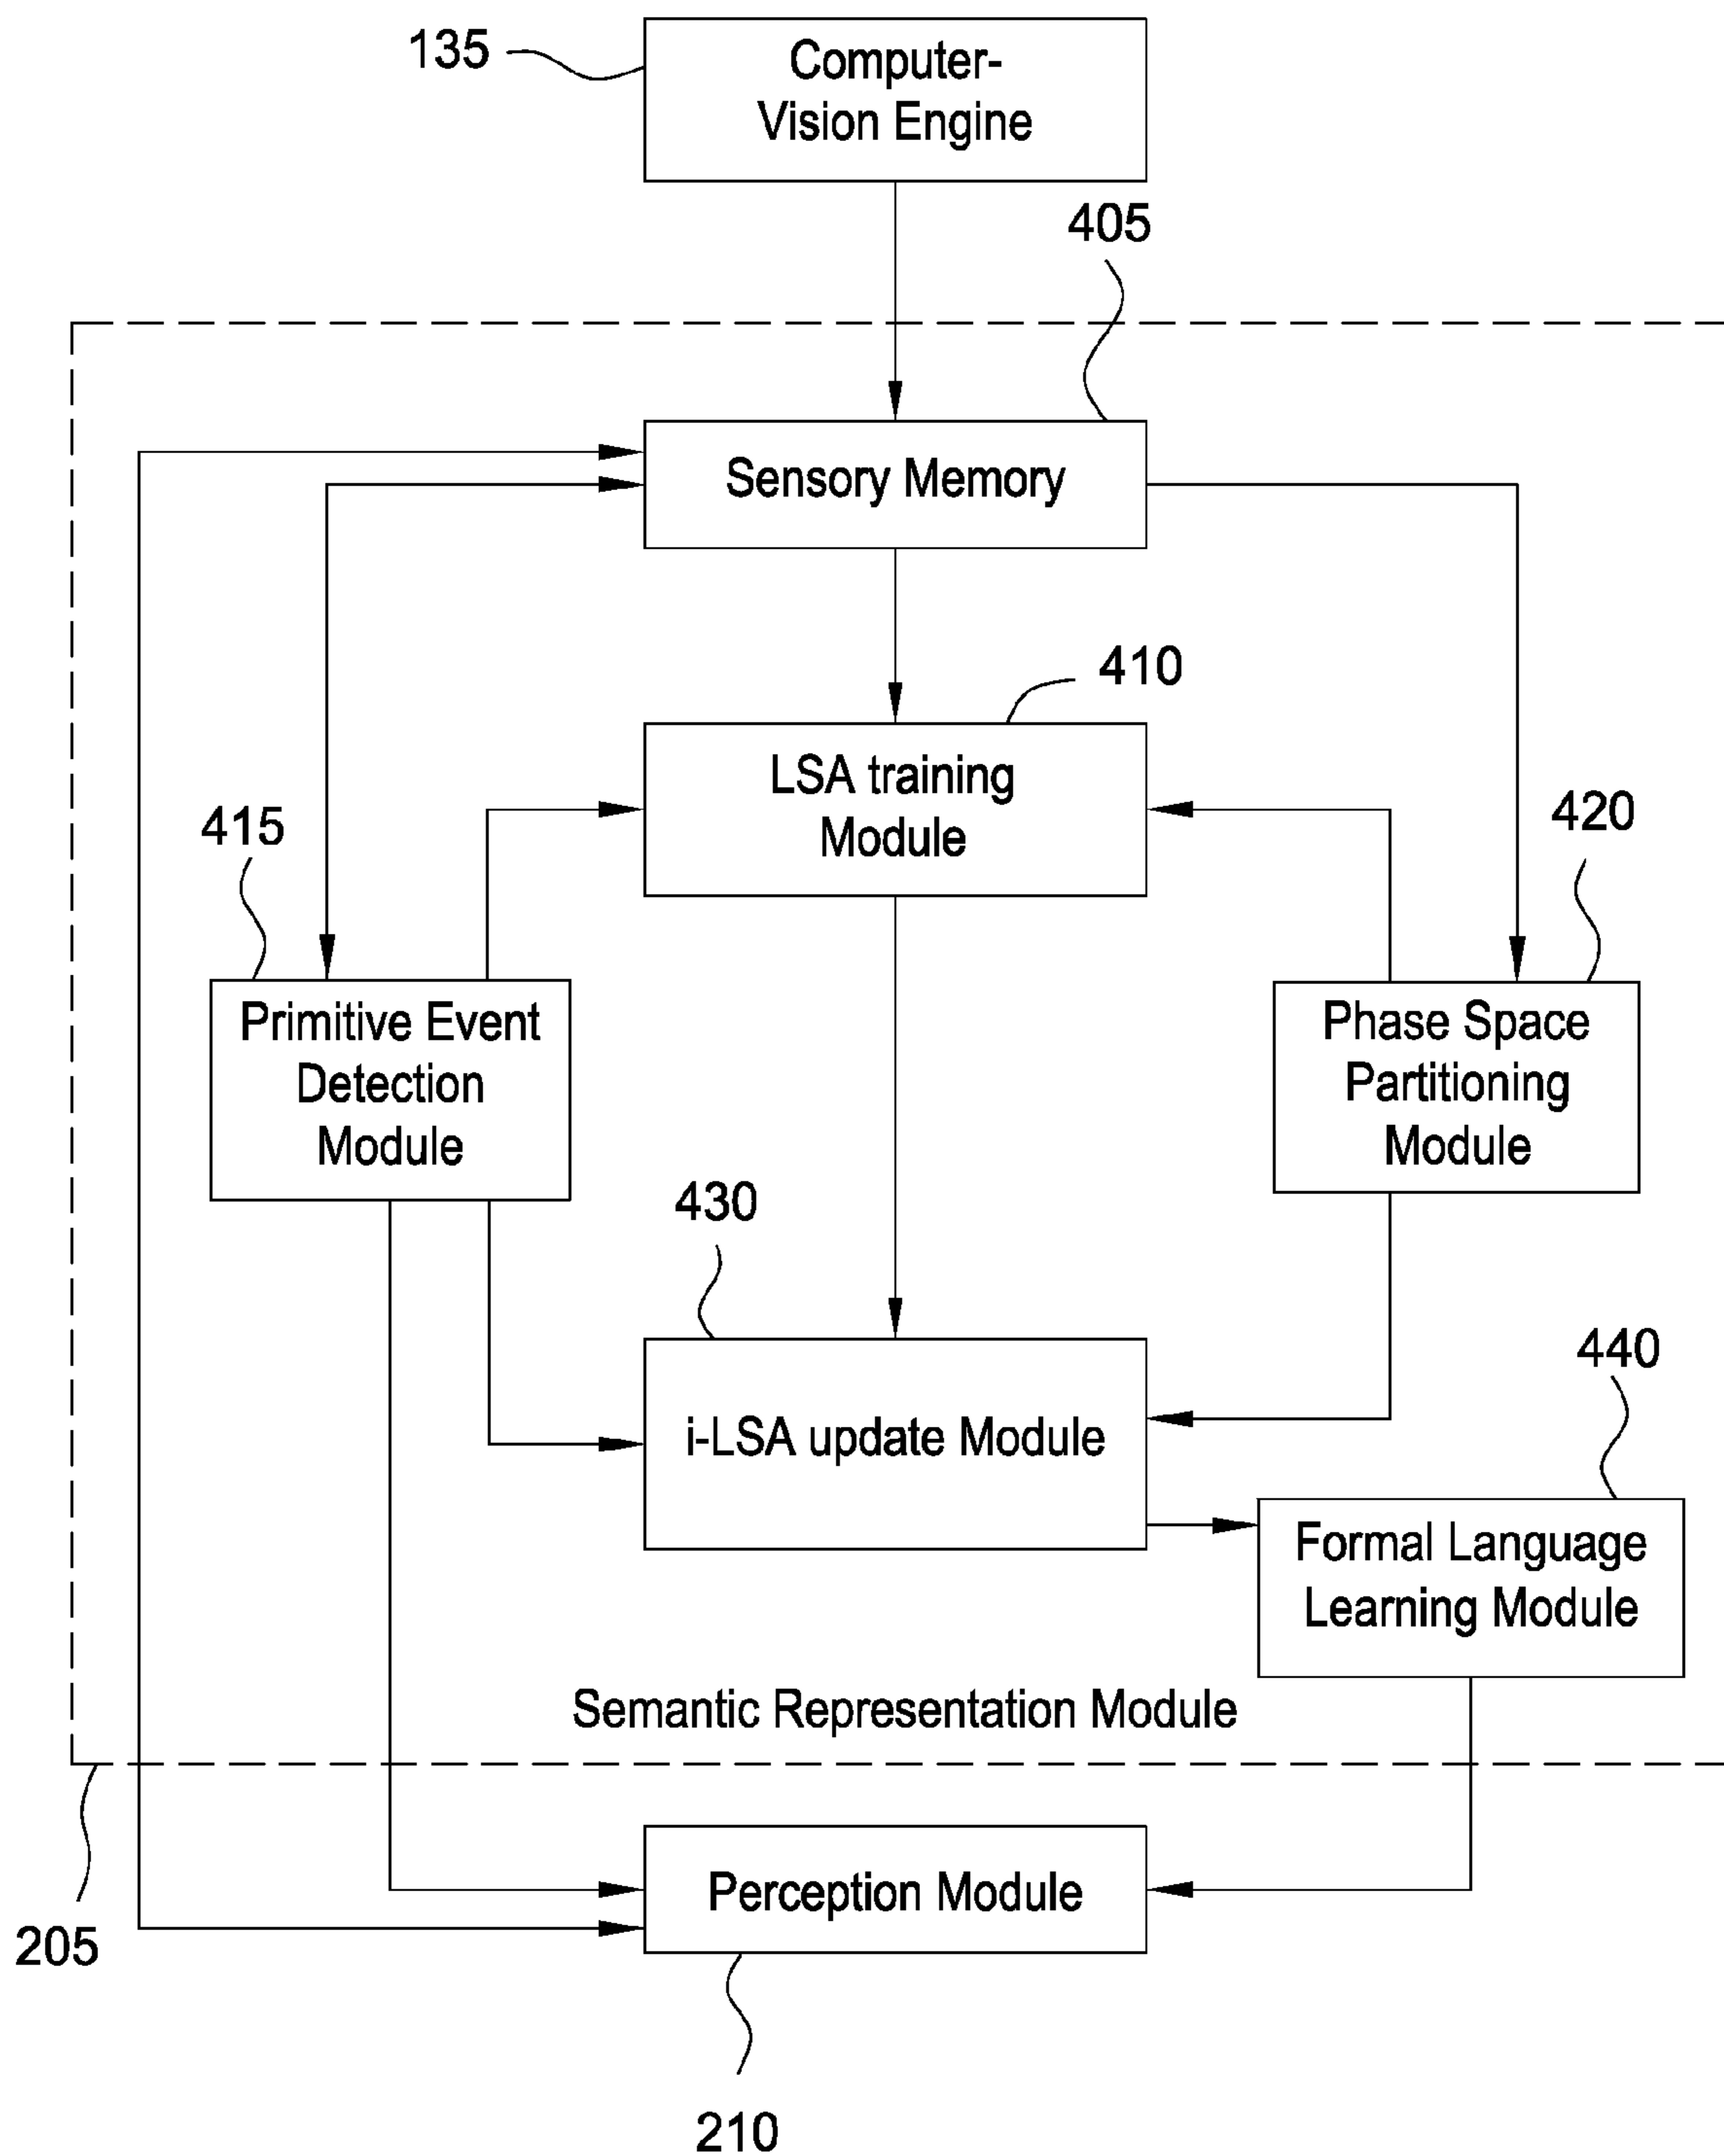 135
Computer-
Vision Engine
405
Sensory Memory
410
LSA training
Module
415
420
Primitive Event
Detection
Module
Phase Space
Partitioning
Module
430
440
i-LSA update Module
Formal Language
Learning Module
Semantic Representation Module
Perception Module
205
210